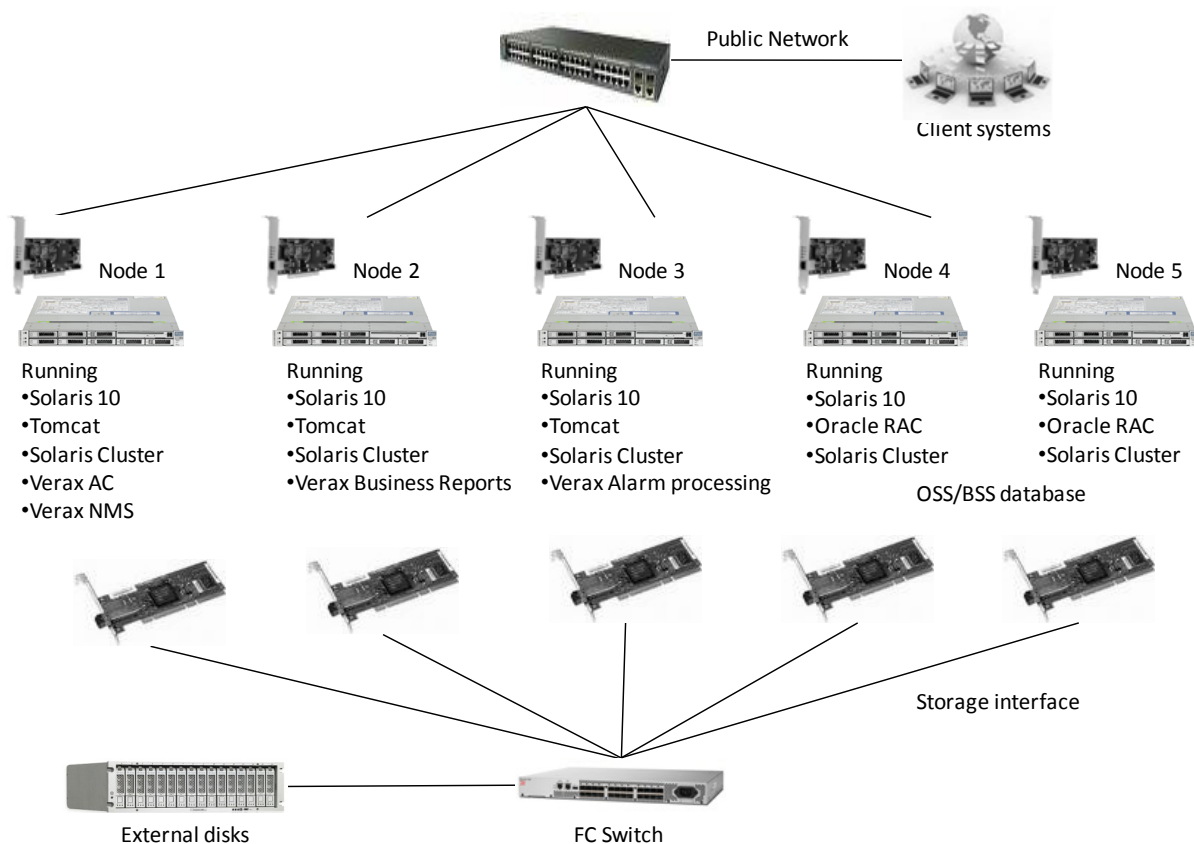 Public Network
Client systems
Node 1
Node 2
Node 3
Node 4
Node 5
Running
•Solaris 10
•Tomcat
•Solaris Cluster
•Verax AC
•Verax NMS
Running
•Solaris 10
•Tomcat
•Solaris Cluster
•Verax Business Reports
Running
•Solaris 10
•Tomcat
•Solaris Cluster
•Verax Alarm processing
Running
•Solaris 10
•Oracle RAC
•Solaris Cluster
Running
•Solaris 10
•Oracle RAC
•Solaris Cluster
OSS/BSS database
Storage interface
External disks
FC Switch